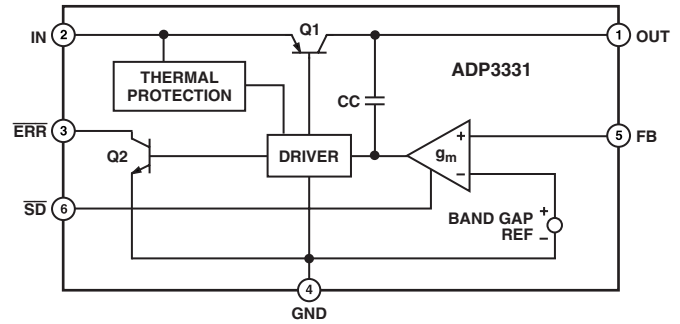 Q1
IN 2
1 OUT
THERMAL
PROTECTION
ADP3331
CC
ERR 3
5 FB
Q2
DRIVER
gm
+
−
SD 6
BAND GAP
REF
+
−
4
GND